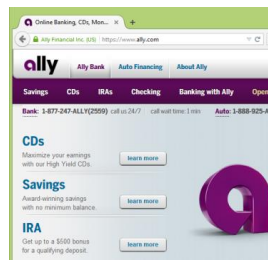 Online Banking, CDs, Mon...
Ally Financial Inc. (US) https://www.ally.com
ally Ally Bank Auto Financing About Ally
Savings CDs IRAs Checking Banking with Ally Open
Bank: 1-877-247-ALLY(2559) call us 24/7 call wait time: 1 min Auto: 1-888-925-A
CDs
Maximize your earnings
with our High Yield CDs.
learn more
Savings
Award-winning savings
with no minimum balance.
learn more
IRA
Get up to a $500 bonus
for a qualifying deposit.
learn more